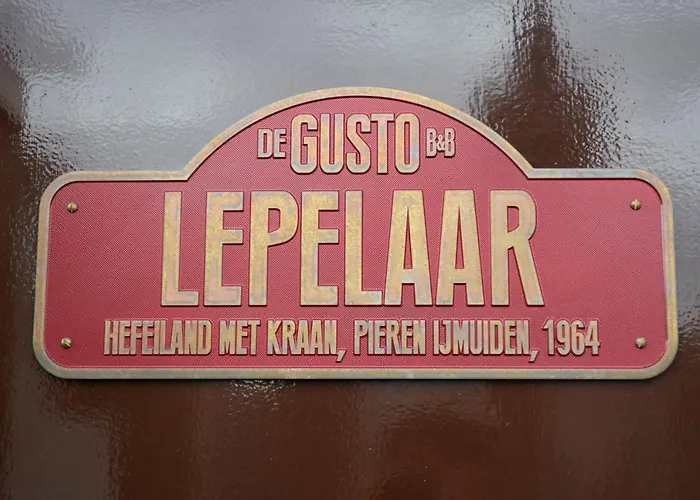 DE GUSTO B&B
LEPELAAR
HEFEILAND MET KRAAN, PIEREN IJMUIDEN, 1964